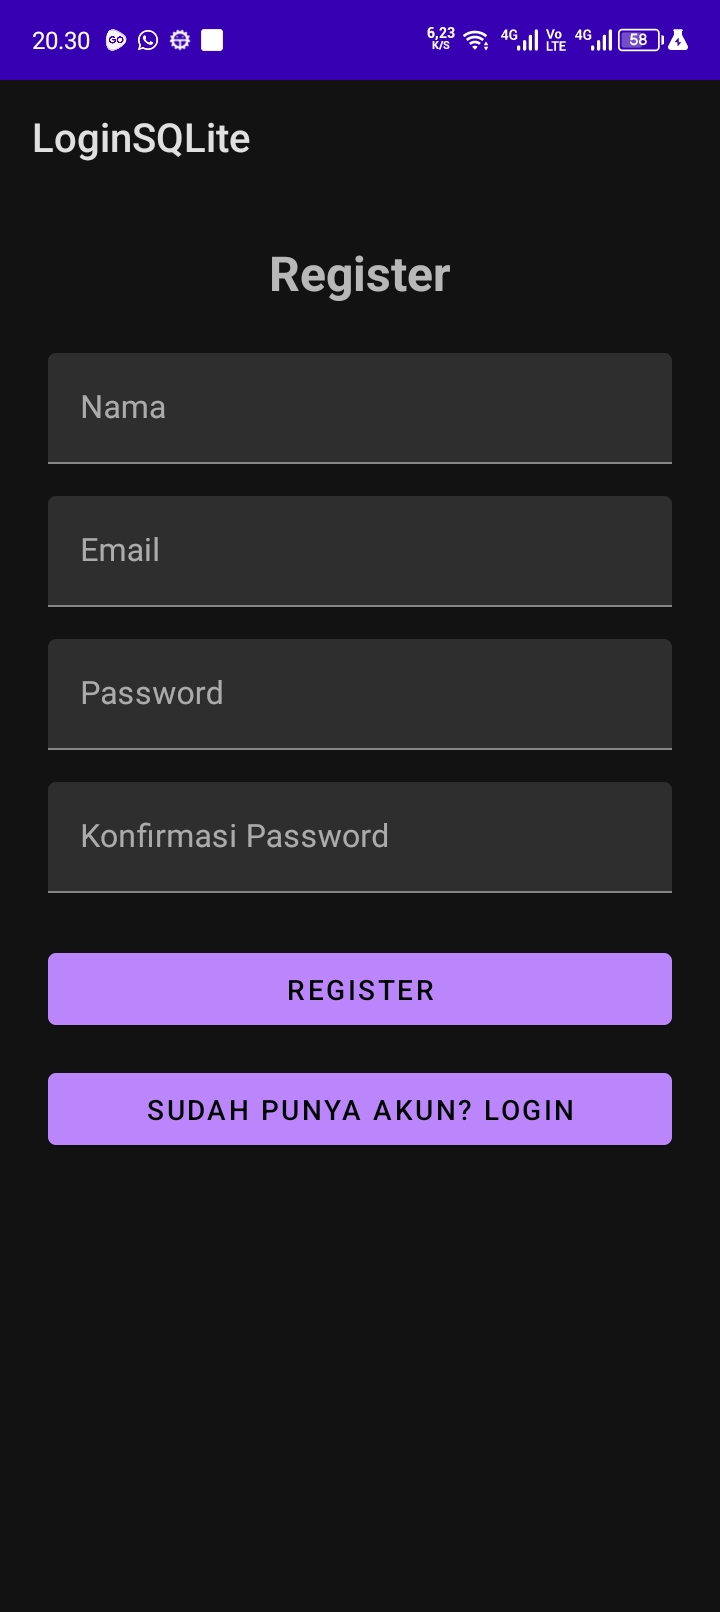 20.30 GO 6,23 K/S 4G Vo LTE 4G 58
LoginSQLite
Register
Nama
Email
Password
Konfirmasi Password
REGISTER
SUDAH PUNYA AKUN? LOGIN